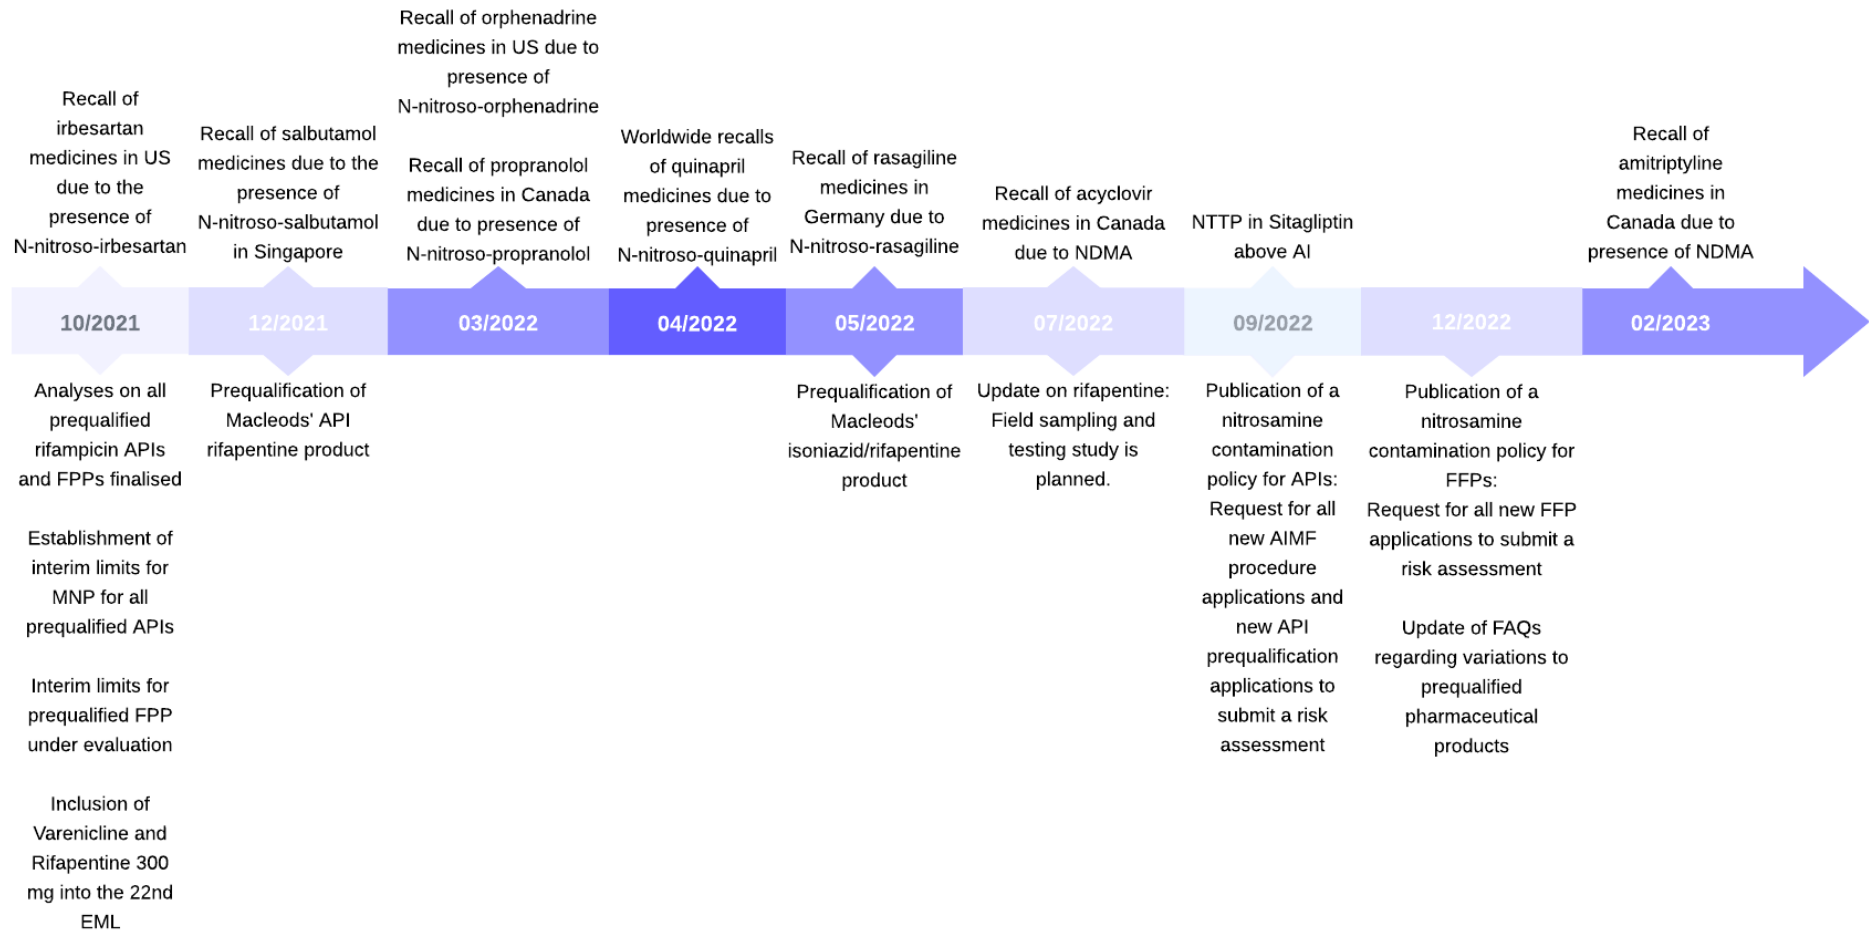 Recall of
irbesartan
medicines in US
due to the
presence of
N-nitroso-irbesartan
Recall of salbutamol
medicines due to the
presence of
N-nitroso-salbutamol
in Singapore
Recall of orphenadrine
medicines in US due to
presence of
N-nitroso-orphenadrine
Recall of propranolol
medicines in Canada
due to presence of
N-nitroso-propranolol
Worldwide recalls
of quinapril
medicines due to
presence of
N-nitroso-quinapril
Recall of rasagiline
medicines in
Germany due to
N-nitroso-rasagiline
Recall of acyclovir
medicines in Canada
due to NDMA
NTTP in Sitagliptin
above AI
Recall of
amitriptyline
medicines in
Canada due to
presence of NDMA
10/2021
12/2021
03/2022
04/2022
05/2022
07/2022
09/2022
12/2022
02/2023
Analyses on all
prequalified
rifampicin APIs
and FPPs finalised
Establishment of
interim limits for
MNP for all
prequalified APIs
Interim limits for
prequalified FPP
under evaluation
Inclusion of
Varenicline and
Rifapentine 300
mg into the 22nd
EML
Prequalification of
Macleods' API
rifapentine product
Prequalification of
Macleods'
isoniazid/rifapentine
product
Update on rifapentine:
Field sampling and
testing study is
planned.
Publication of a
nitrosamine
contamination
policy for APIs:
Request for all
new AIMF
procedure
applications and
new API
prequalification
applications to
submit a risk
assessment
Publication of a
nitrosamine
contamination policy for
FFPs:
Request for all new FFP
applications to submit a
risk assessment
Update of FAQs
regarding variations to
prequalified
pharmaceutical
products